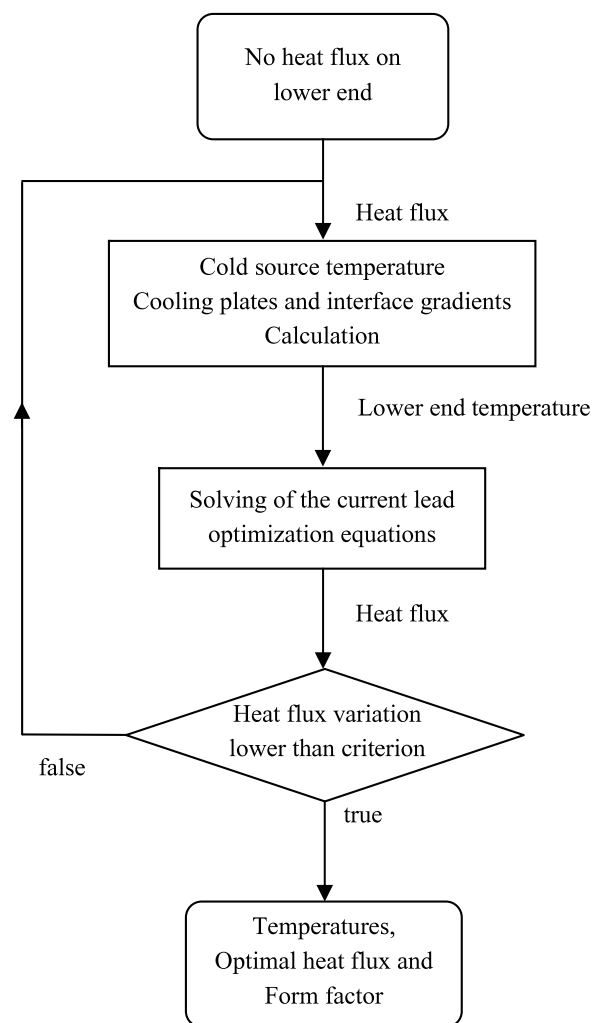 No heat flux on
lower end
Heat flux
Cold source temperature
Cooling plates and interface gradients
Calculation
Lower end temperature
Solving of the current lead
optimization equations
Heat flux
Heat flux variation
lower than criterion
false
true
Temperatures,
Optimal heat flux and
Form factor